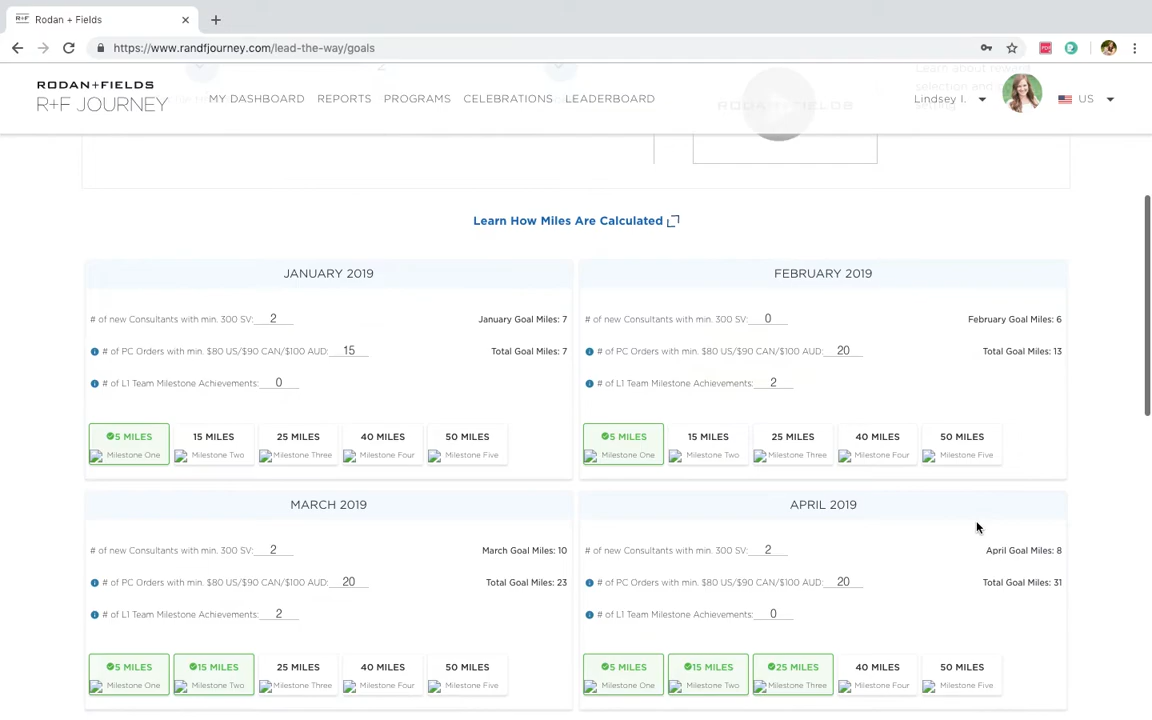 Rodan + Fields
https://www.randfjourney.com/lead-the-way/goals
RODAN+FIELDS
R+F JOURNEY
MY DASHBOARD
REPORTS
PROGRAMS
CELEBRATIONS
LEADERBOARD
Lindsey I.
US
Learn about reward
selection and
RODAN FIELDS
Learn How Miles Are Calculated
JANUARY 2019
# of new Consultants with min. 300 SV: 2
January Goal Miles: 7
# of PC Orders with min. $80 US/$90 CAN/$100 AUD: 15
Total Goal Miles: 7
# of L1 Team Milestone Achievements: 0
5 MILES
Milestone One
15 MILES
Milestone Two
25 MILES
Milestone Three
40 MILES
Milestone Four
50 MILES
Milestone Five
FEBRUARY 2019
# of new Consultants with min. 300 SV: 0
February Goal Miles: 6
# of PC Orders with min. $80 US/$90 CAN/$100 AUD: 20
Total Goal Miles: 13
# of L1 Team Milestone Achievements: 2
5 MILES
Milestone One
15 MILES
Milestone Two
25 MILES
Milestone Three
40 MILES
Milestone Four
50 MILES
Milestone Five
MARCH 2019
# of new Consultants with min. 300 SV: 2
March Goal Miles: 10
# of PC Orders with min. $80 US/$90 CAN/$100 AUD: 20
Total Goal Miles: 23
# of L1 Team Milestone Achievements: 2
5 MILES
Milestone One
15 MILES
Milestone Two
25 MILES
Milestone Three
40 MILES
Milestone Four
50 MILES
Milestone Five
APRIL 2019
# of new Consultants with min. 300 SV: 2
April Goal Miles: 8
# of PC Orders with min. $80 US/$90 CAN/$100 AUD: 20
Total Goal Miles: 31
# of L1 Team Milestone Achievements: 0
5 MILES
Milestone One
15 MILES
Milestone Two
25 MILES
Milestone Three
40 MILES
Milestone Four
50 MILES
Milestone Five